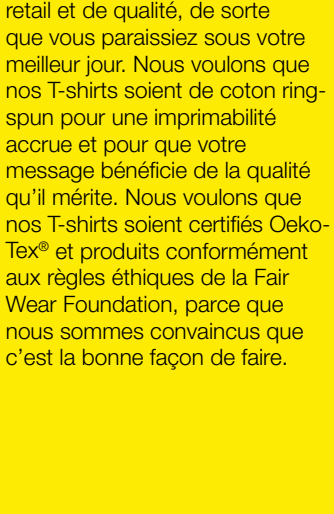 retail et de qualité, de sorte
que vous paraissiez sous votre
meilleur jour. Nous voulons que
nos T-shirts soient de coton ring-
spun pour une imprimabilité
accrue et pour que votre
message bénéficie de la qualité
qu’il mérite. Nous voulons que
nos T-shirts soient certifiés Oeko-
Tex® et produits conformément
aux règles éthiques de la Fair
Wear Foundation, parce que
nous sommes convaincus que
c’est la bonne façon de faire.